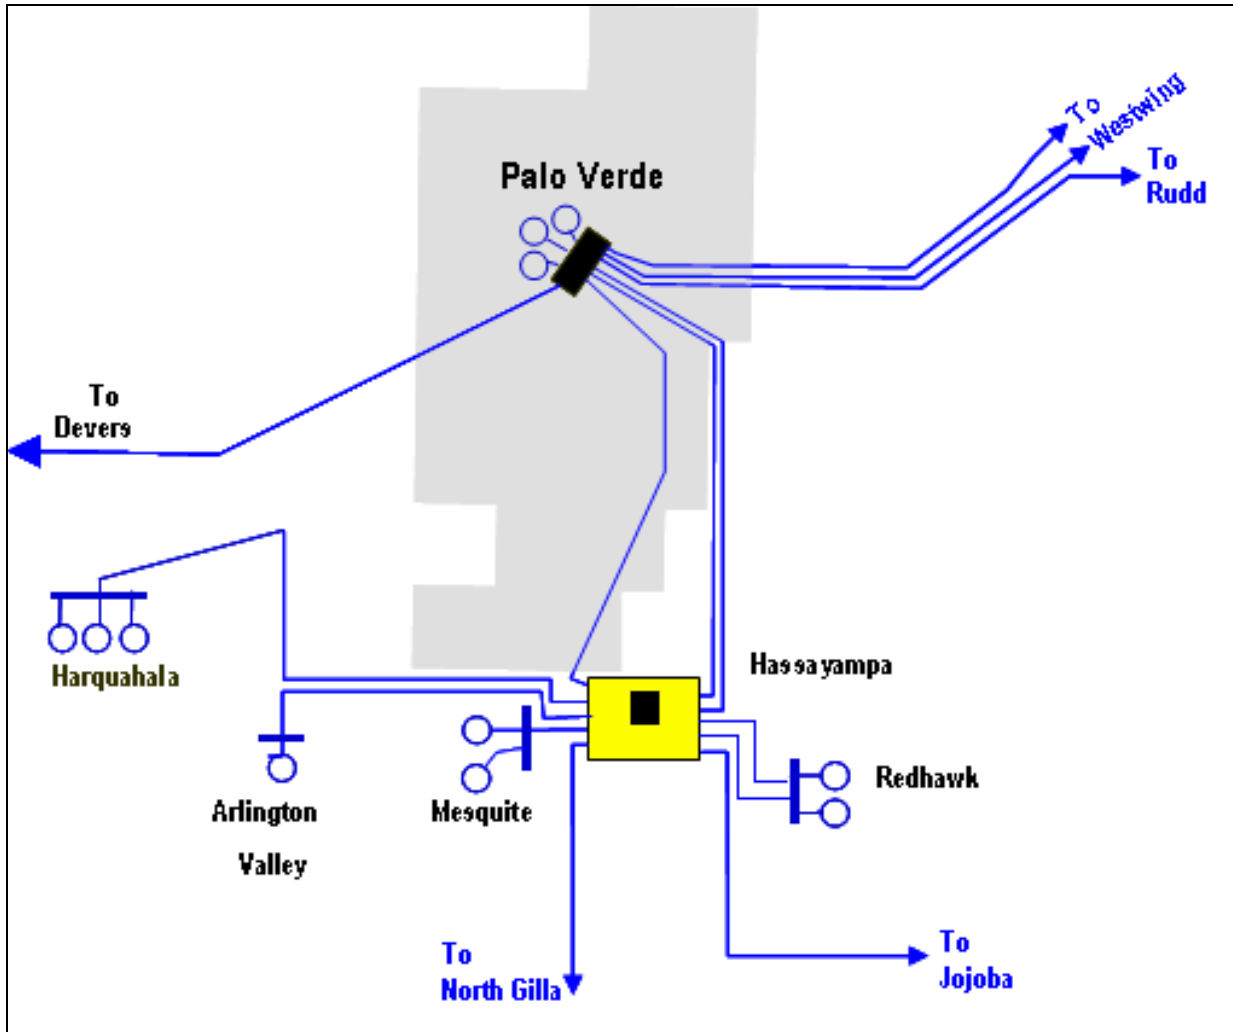 To
Westwing
Palo Verde
To
Rudd
To
Devers
Hassayampa
Harquahala
Redhawk
Arlington
Valley
Mesquite
To
North Gilla
To
Jojoba